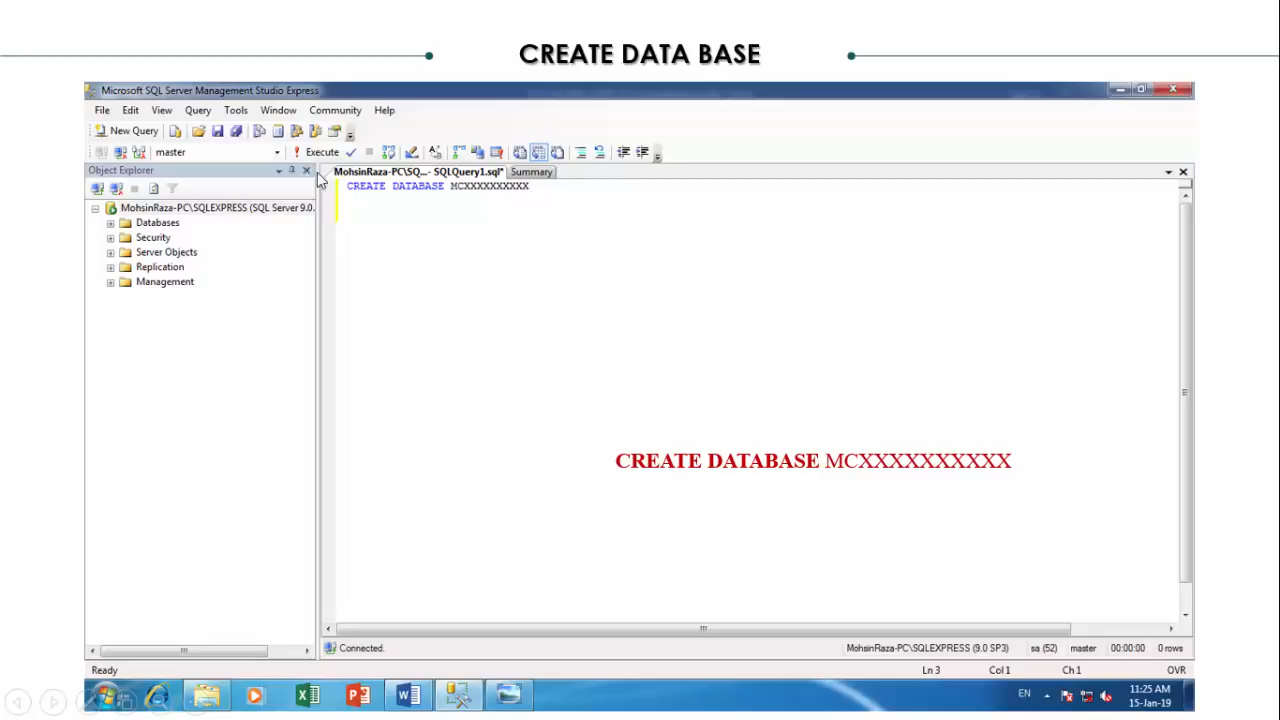 CREATE DATA BASE
Microsoft SQL Server Management Studio Express
File Edit View Query Tools Window Community Help
New Query
master Execute
Object Explorer
MohsinRaza-PC\SQ...- SQLQuery1.sql* Summary
CREATE DATABASE MCXXXXXXXXXX
MohsinRaza-PC\SQLEXPRESS (SQL Server 9.0.
Databases
Security
Server Objects
Replication
Management
CREATE DATABASE MCXXXXXXXXXX
Connected. MohsinRaza-PC\SQLEXPRESS (9.0 SP3) sa (52) master 00:00:00 0 rows
Ready Ln 3 Col 1 Ch 1 OVR
EN 11:25 AM
15-Jan-19